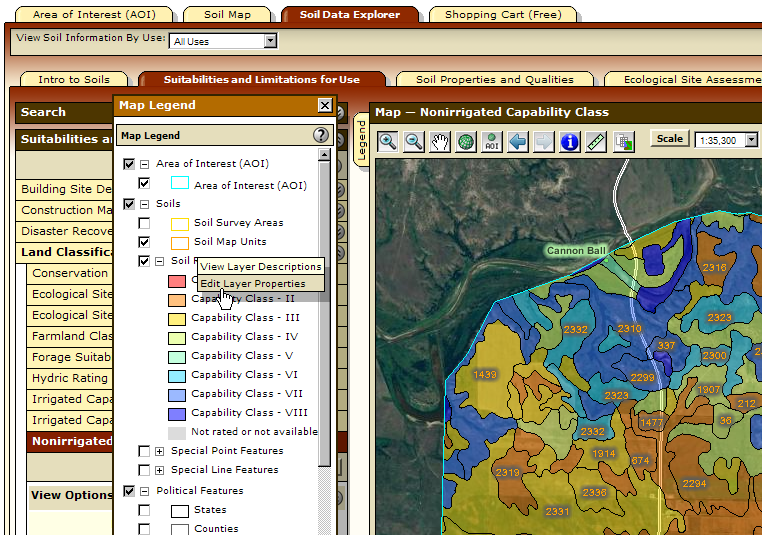 Area of Interest (AOI)
Soil Map
Soil Data Explorer
Shopping Cart (Free)
View Soil Information By Use:
All Uses
Intro to Soils
Suitabilities and Limitations for Use
Soil Properties and Qualities
Ecological Site Assessme
Search
Suitabilities a
Building Site De
Construction Ma
Disaster Recove
Land Classifica
Conservation
Ecological Site
Ecological Site
Farmland Clas
Forage Suitab
Hydric Rating
Irrigated Capa
Irrigated Capa
Nonirrigated
View Options
Map Legend
Map Legend
?
Area of Interest (AOI)
Area of Interest (AOI)
Soils
Soil Survey Areas
Soil Map Units
Soil
View Layer Descriptions
Edit Layer Properties
Capability Class - II
Capability Class - III
Capability Class - IV
Capability Class - V
Capability Class - VI
Capability Class - VII
Capability Class - VIII
Not rated or not available
Special Point Features
Special Line Features
Political Features
States
Counties
Legend
Map — Nonirrigated Capability Class
AOI
Scale
1:35,300
Cannon Ball
2316
2323
2332
2310
337
2300
1439
2299
1907
2323
212
36
1477
2332
1914
674
2319
2294
2336
2331